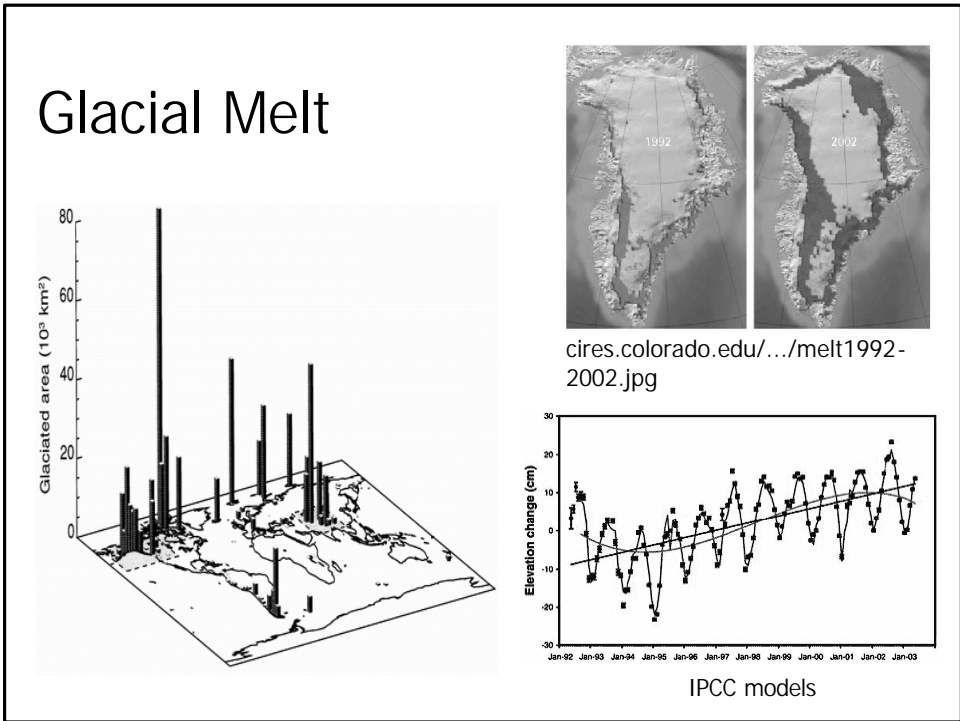 Glacial Melt
1992
2002
cires.colorado.edu/.../melt1992-
2002.jpg
Glaciated area (10³ km²)
80
60
40
20
0
Elevation change (cm)
30
20
10
0
-10
-20
-30
Jan-92 Jan-93 Jan-94 Jan-95 Jan-96 Jan-97 Jan-98 Jan-99 Jan-00 Jan-01 Jan-02 Jan-03
IPCC models